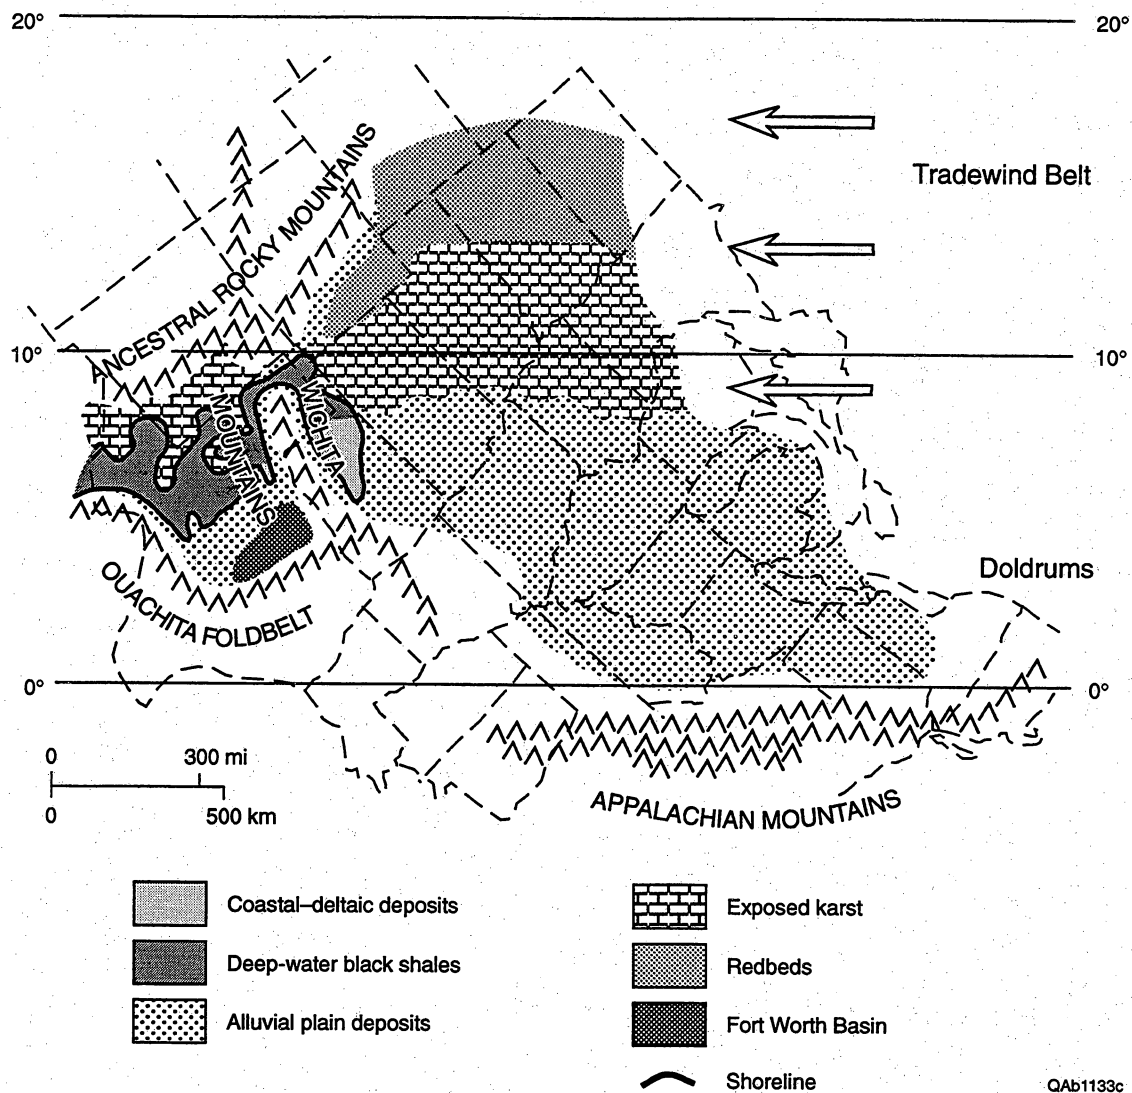 20°
20°
ANCESTRAL ROCKY MOUNTAINS
Tradewind Belt
10°
10°
WICHITA
MOUNTAINS
Doldrums
OUACHITA FOLDBELT
0°
0°
0 300 mi
0 500 km
APPALACHIAN MOUNTAINS
Coastal–deltaic deposits
Deep-water black shales
Alluvial plain deposits
Exposed karst
Redbeds
Fort Worth Basin
Shoreline
QAb1133c